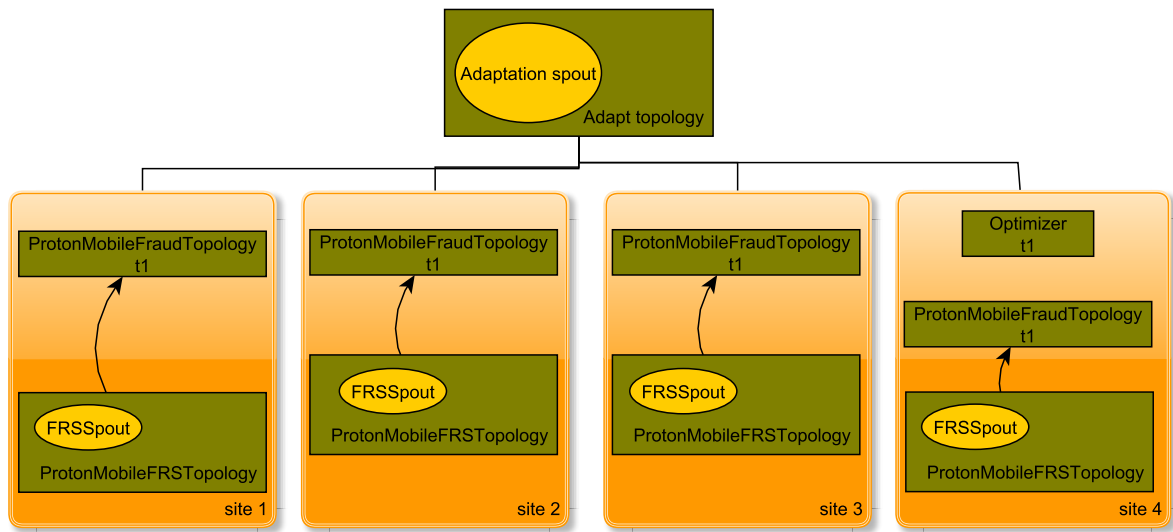 Adaptation spout
Adapt topology
ProtonMobileFraudTopology
t1
FRSSpout
ProtonMobileFRSTopology
site 1
ProtonMobileFraudTopology
t1
FRSSpout
ProtonMobileFRSTopology
site 2
ProtonMobileFraudTopology
t1
FRSSpout
ProtonMobileFRSTopology
site 3
Optimizer
t1
ProtonMobileFraudTopology
t1
FRSSpout
ProtonMobileFRSTopology
site 4